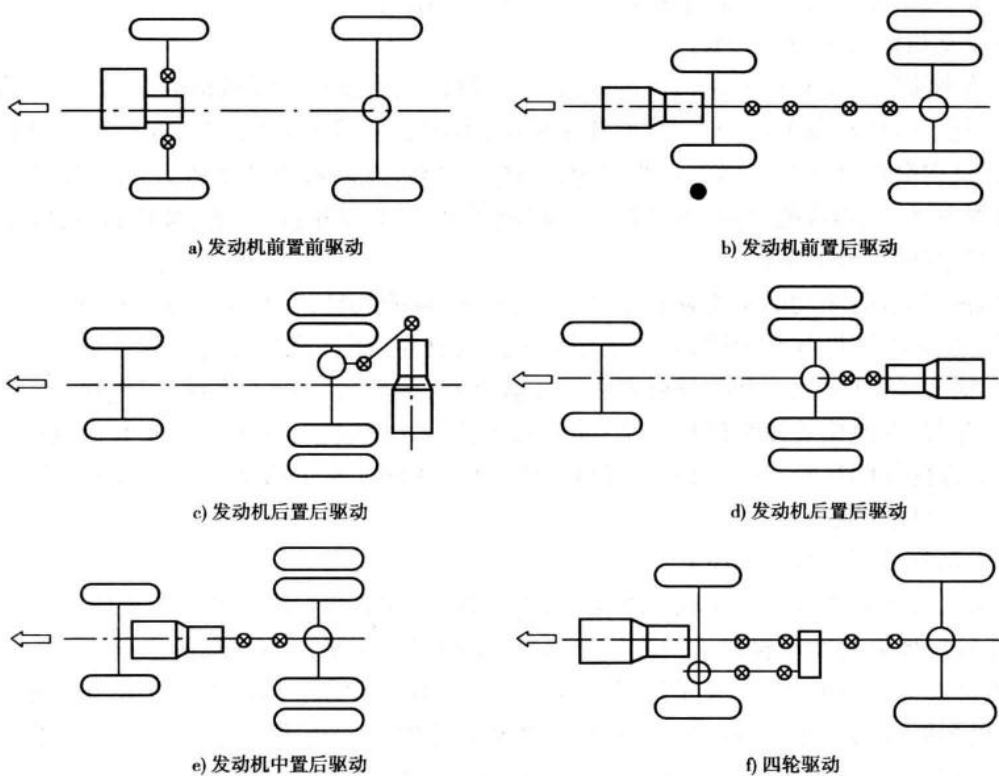 a) 发动机前置前驱动
b) 发动机前置后驱动
c) 发动机后置后驱动
d) 发动机后置后驱动
e) 发动机中置后驱动
f) 四轮驱动